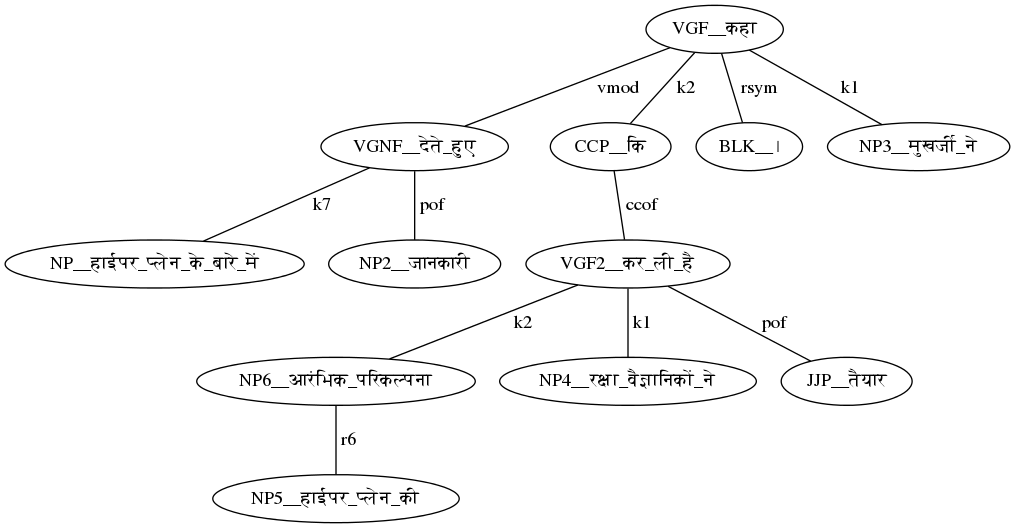 VGF__कहा
vmod k2 rsym k1
VGNF__देते_हुए CCP__कि BLK__। NP3__मुखर्जी_ने
k7 pof ccof
NP__हाईपर_प्लेन_के_बारे_में NP2__जानकारी VGF2__कर_ली_है
k2 k1 pof
NP6__आरंभिक_परिकल्पना NP4__रक्षा_वैज्ञानिकों_ने JJP__तैयार
r6
NP5__हाईपर_प्लेन_की